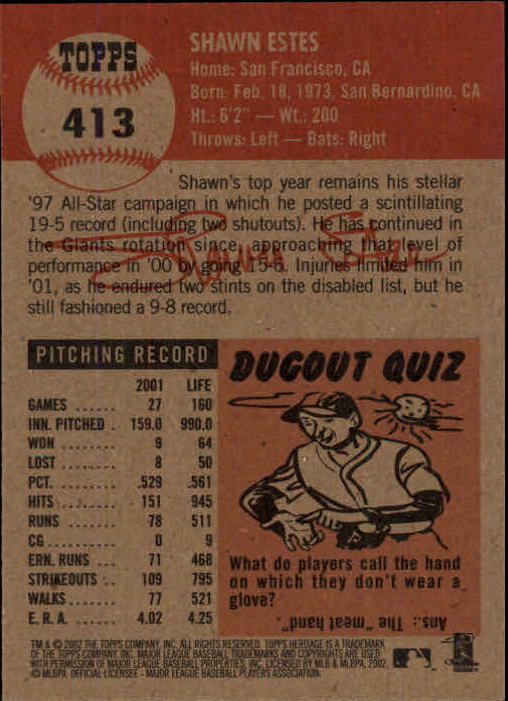 TOPPS
413
SHAWN ESTES
Home: San Francisco, CA
Born: Feb. 18, 1973, San Bernardino, CA
Ht.: 6'2" — Wt.: 200
Throws: Left — Bats: Right
Shawn's top year remains his stellar
'97 All-Star campaign in which he posted a scintillating
19-5 record (including two shutouts). He has continued
in the Giants rotation since, approaching that level of
performance in '00 by going 15-6. Injuries limited him in
'01, as he endured two stints on the disabled list, but he
still fashioned a 9-8 record.
Shawn Estes
PITCHING RECORD
2001 LIFE
GAMES ...... 27 160
INN. PITCHED . 159.0 990.0
WON ........ 9 64
LOST ........ 8 50
PCT. ........ .529 .561
HITS ........ 151 945
RUNS ....... 78 511
CG .......... 0 9
ERN. RUNS ... 71 468
STRIKEOUTS .. 109 795
WALKS ....... 77 521
E. R. A. ...... 4.02 4.25
DUGOUT QUIZ
What do players call the hand
on which they don't wear a
glove?
Ans.: The "meat hand".
TM & © 2002 THE TOPPS COMPANY, INC. ALL RIGHTS RESERVED. TOPPS HERITAGE IS A TRADEMARK
OF THE TOPPS COMPANY, INC. MAJOR LEAGUE BASEBALL TRADEMARKS AND COPYRIGHTS ARE USED
WITH PERMISSION OF MAJOR LEAGUE BASEBALL PROPERTIES, INC. LICENSED BY MLB & MLBPA, 2002.
© MLBPA. OFFICIAL LICENSEE - MAJOR LEAGUE BASEBALL PLAYERS ASSOCIATION.